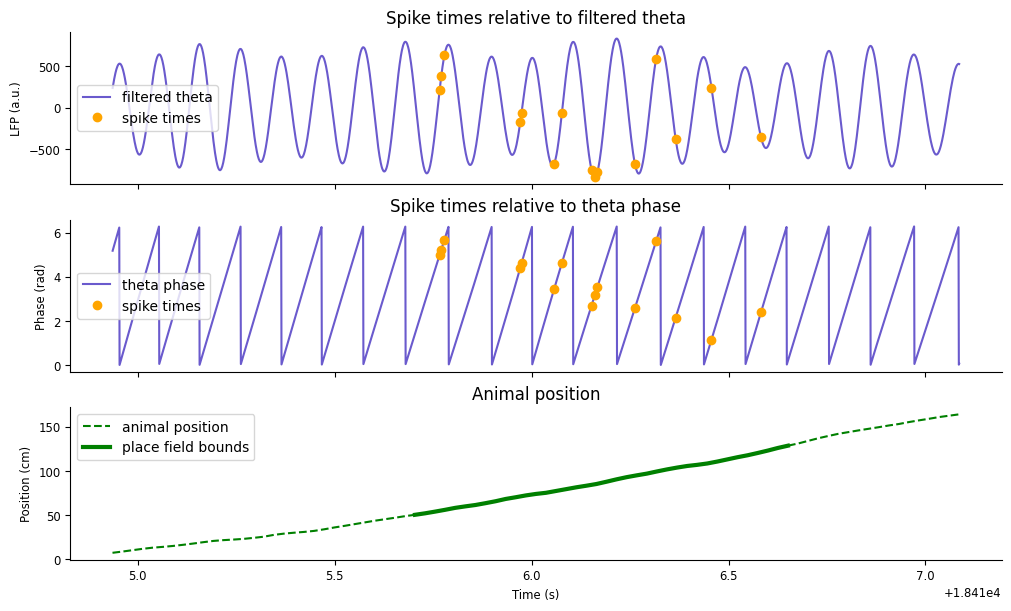 Spike times relative to filtered theta
LFP (a.u.)
500
0
−500
filtered theta
spike times
Spike times relative to theta phase
Phase (rad)
6
4
2
0
theta phase
spike times
Animal position
Position (cm)
150
100
50
0
animal position
place field bounds
5.0
5.5
6.0
6.5
7.0
Time (s)
+1.841e4